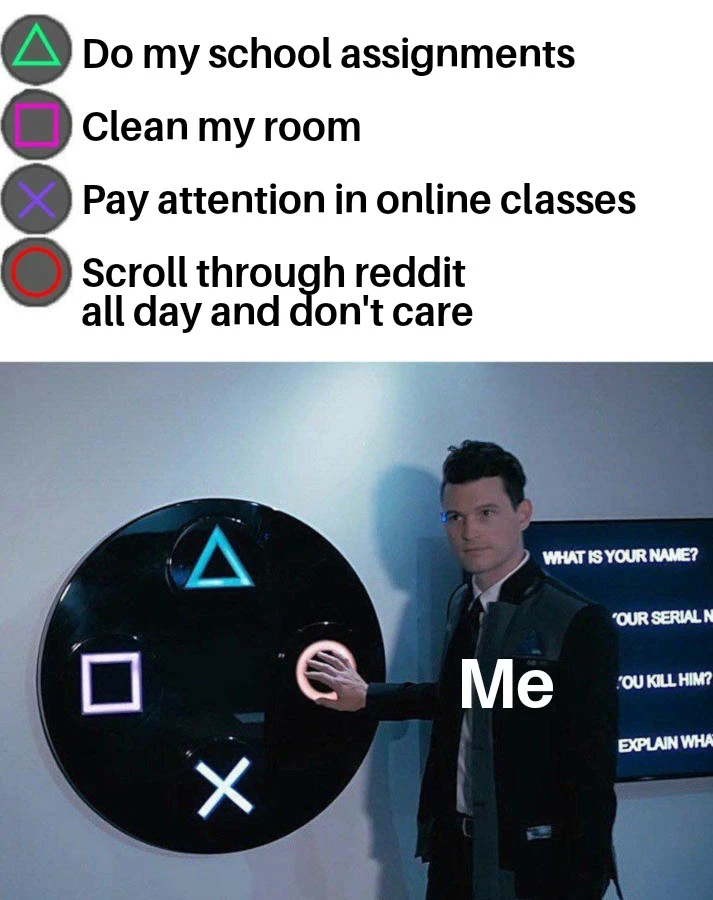 Do my school assignments
Clean my room
Pay attention in online classes
Scroll through reddit
all day and don't care
WHAT IS YOUR NAME?
OUR SERIAL N
Me
OU KILL HIM?
EXPLAIN WHA